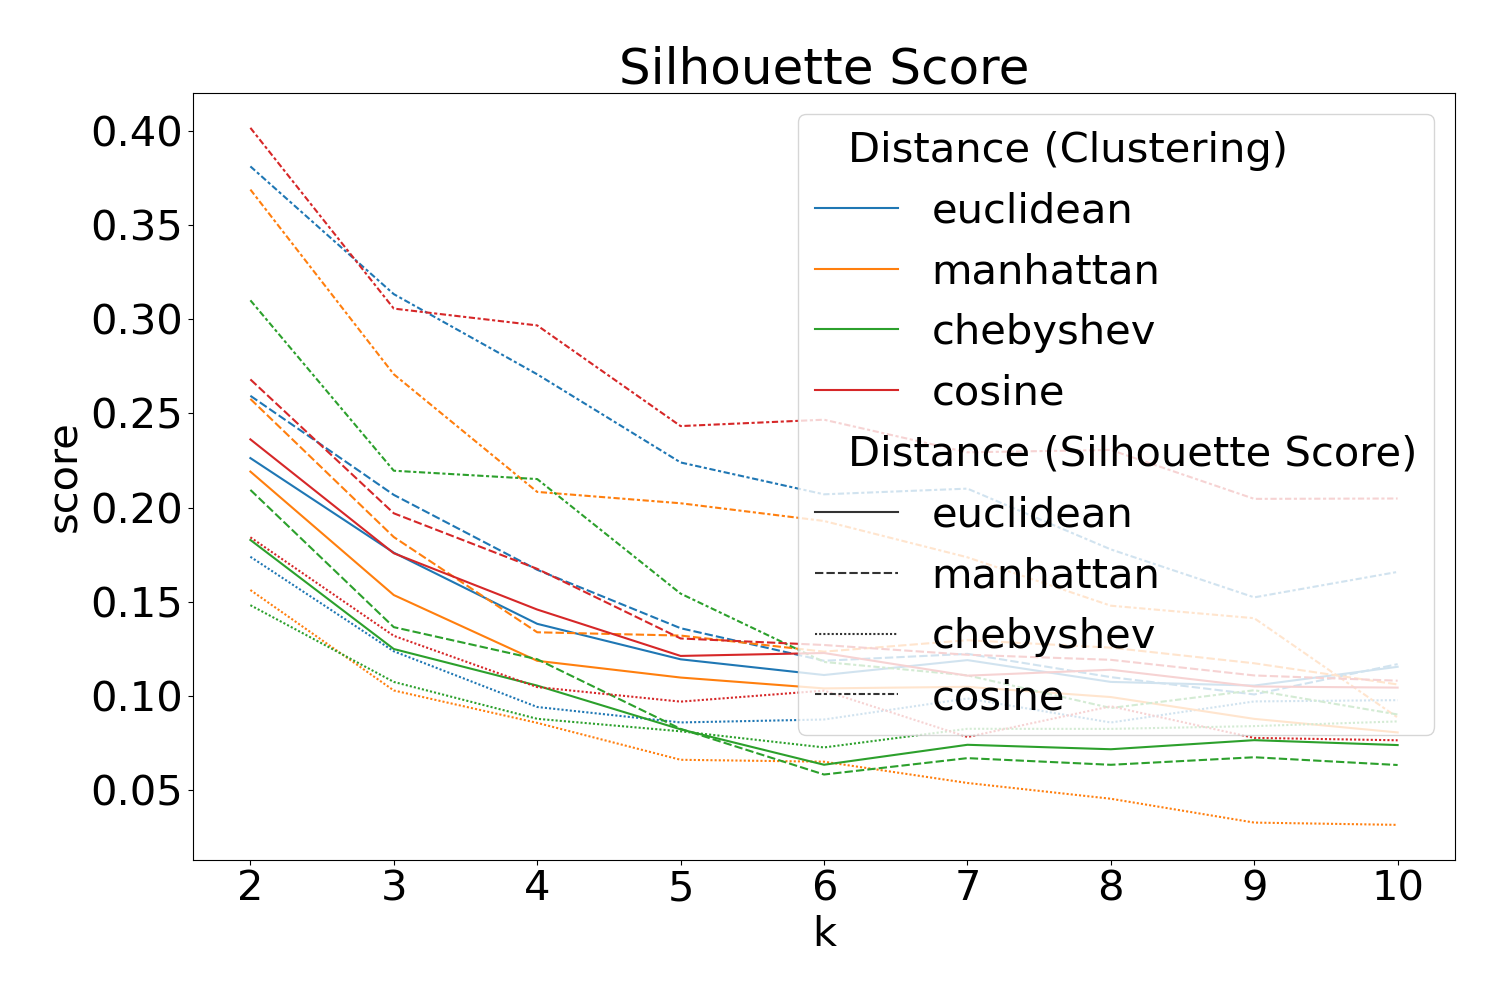 Silhouette Score
0.40
0.35
0.30
0.25
0.20
0.15
0.10
0.05
score
2 3 4 5 6 7 8 9 10
k
Distance (Clustering)
euclidean
manhattan
chebyshev
cosine
Distance (Silhouette Score)
euclidean
manhattan
chebyshev
cosine